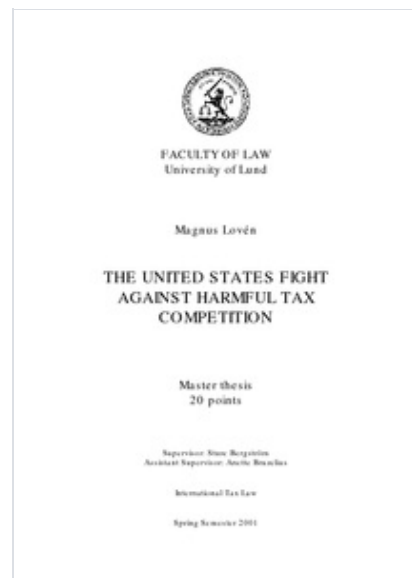 FACULTY OF LAW
University of Lund
Magnus Lovén
THE UNITED STATES FIGHT
AGAINST HARMFUL TAX
COMPETITION
Master thesis
20 points
Supervisor: Sture Bergström
Assistant Supervisor: Anette Bruzelius
International Tax Law
Spring Semester 2001